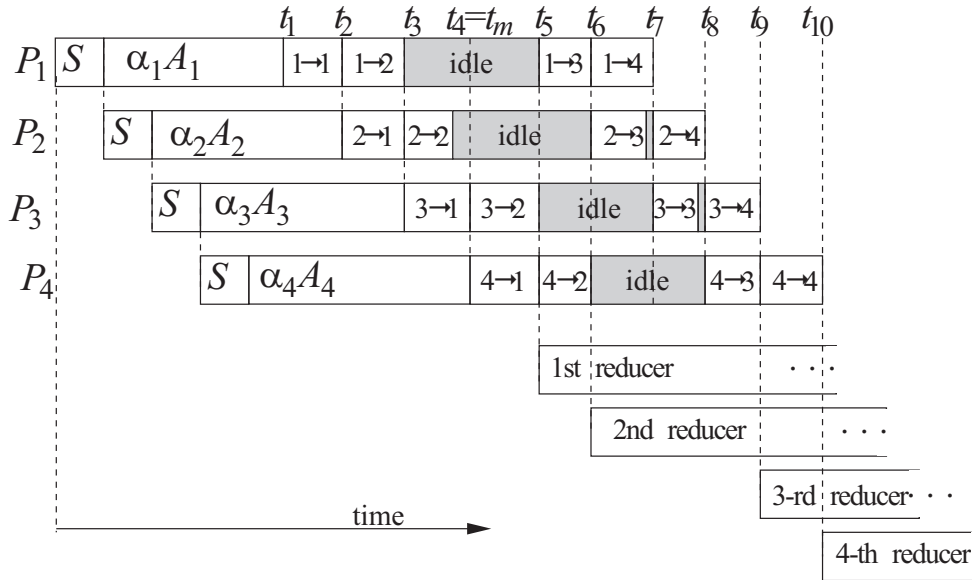 t1 t2 t3 t4=tm t5 t6 t7 t8 t9 t10
P1 S α1A1 1→1 1→2 idle 1→3 1→4
P2 S α2A2 2→1 2→2 idle 2→3 2→4
P3 S α3A3 3→1 3→2 idle 3→3 3→4
P4 S α4A4 4→1 4→2 idle 4→3 4→4
1st reducer · · ·
2nd reducer · · ·
3-rd reducer · · ·
time
4-th reducer